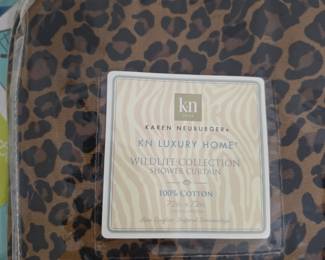 kn
KAREN NEUBURGER
KN LUXURY HOME
WILDLIFE COLLECTION
SHOWER CURTAIN
100% COTTON